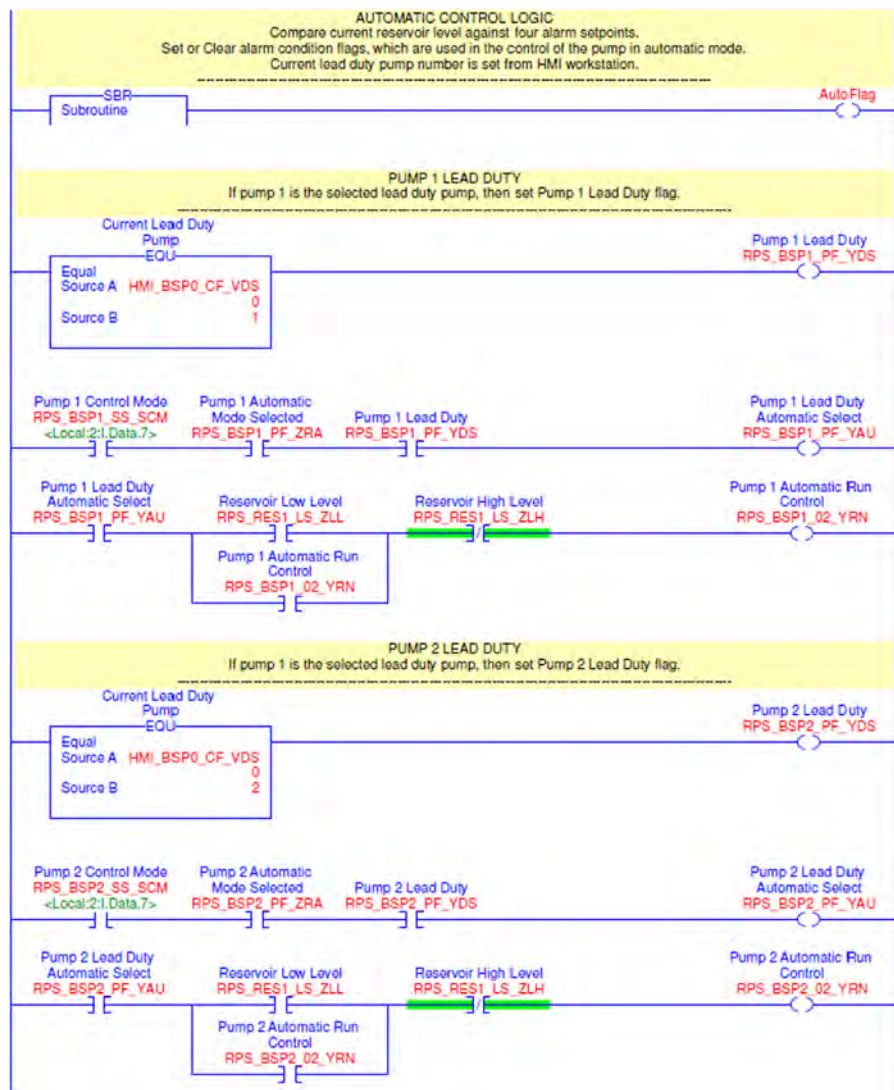 AUTOMATIC CONTROL LOGIC
Compare current reservoir level against four alarm setpoints.
Set or Clear alarm condition flags, which are used in the control of the pump in automatic mode.
Current lead duty pump number is set from HMI workstation.
SBR
Subroutine
AutoFlag
PUMP 1 LEAD DUTY
If pump 1 is the selected lead duty pump, then set Pump 1 Lead Duty flag.
Current Lead Duty
Pump
EQU
Equal
Source A HMI_BSP0_CF_VDS
0
Source B 1
Pump 1 Lead Duty
RPS_BSP1_PF_YDS
Pump 1 Control Mode
RPS_BSP1_SS_SCM
<Local:2:I.Data.7>
Pump 1 Automatic
Mode Selected
RPS_BSP1_PF_ZRA
Pump 1 Lead Duty
RPS_BSP1_PF_YDS
Pump 1 Lead Duty
Automatic Select
RPS_BSP1_PF_YAU
Pump 1 Lead Duty
Automatic Select
RPS_BSP1_PF_YAU
Reservoir Low Level
RPS_RES1_LS_ZLL
Reservoir High Level
RPS_RES1_LS_ZLH
Pump 1 Automatic Run
Control
RPS_BSP1_02_YRN
Pump 1 Automatic Run
Control
RPS_BSP1_02_YRN
PUMP 2 LEAD DUTY
If pump 1 is the selected lead duty pump, then set Pump 2 Lead Duty flag.
Current Lead Duty
Pump
EQU
Equal
Source A HMI_BSP0_CF_VDS
0
Source B 2
Pump 2 Lead Duty
RPS_BSP2_PF_YDS
Pump 2 Control Mode
RPS_BSP2_SS_SCM
<Local:2:I.Data.7>
Pump 2 Automatic
Mode Selected
RPS_BSP2_PF_ZRA
Pump 2 Lead Duty
RPS_BSP2_PF_YDS
Pump 2 Lead Duty
Automatic Select
RPS_BSP2_PF_YAU
Pump 2 Lead Duty
Automatic Select
RPS_BSP2_PF_YAU
Reservoir Low Level
RPS_RES1_LS_ZLL
Reservoir High Level
RPS_RES1_LS_ZLH
Pump 2 Automatic Run
Control
RPS_BSP2_02_YRN
Pump 2 Automatic Run
Control
RPS_BSP2_02_YRN